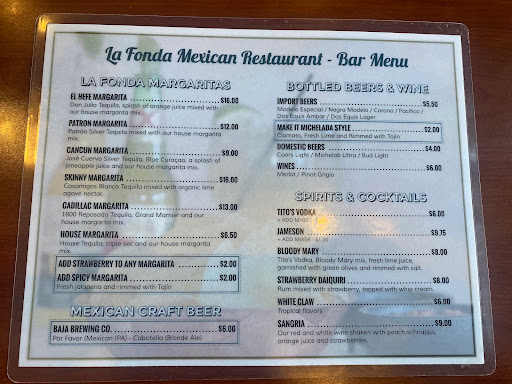 La Fonda Mexican Restaurant - Bar Menu
LA FONDA MARGARITAS
EL HEFE MARGARITA $16.00
Don Julio Tequila, splash of orange juice mixed with
our house margarita mix.
PATRON MARGARITA $12.00
Patrón Silver Tequila mixed with our house margarita
mix.
CANCUN MARGARITA $9.00
José Cuervo Silver Tequila, Blue Curaçao, a splash of
pineapple juice and our house margarita mix.
SKINNY MARGARITA $16.00
Casamigos Blanco Tequila mixed with organic lime
agave nectar.
CADILLAC MARGARITA $13.00
1800 Reposado Tequila, Grand Marnier and our
house margarita mix.
HOUSE MARGARITA $8.50
House Tequila, triple sec and our house margarita
mix.
ADD STRAWBERRY TO ANY MARGARITA $2.00
ADD SPICY MARGARITA $2.00
Fresh jalapeno and rimmed with Tajin
MEXICAN CRAFT BEER
BAJA BREWING CO. $6.00
Por Favor (Mexican IPA) - Cabotella (Blonde Ale)
BOTTLED BEERS & WINE
IMPORT BEERS $5.50
Modelo Especial / Negra Modelo / Corona / Pacifico /
Dos Equis Ambar / Dos Equis Lager
MAKE IT MICHELADA STYLE $2.00
Clamato, Fresh Lime and Rimmed with Tajin
DOMESTIC BEERS $4.00
Coors Light / Michelob Ultra / Bud Light
WINES $6.00
Merlot / Pinot Grigio
SPIRITS & COCKTAILS
TITO'S VODKA $6.00
+ ADD MIXER
JAMESON $9.75
+ ADD MIXER - $1.00
BLOODY MARY $8.00
Tito's Vodka, Bloody Mary mix, fresh lime juice,
garnished with green olives and rimmed with salt.
STRAWBERRY DAIQUIRI $8.00
Rum mixed with strawberry, topped with whip cream.
WHITE CLAW $6.00
Tropical flavors
SANGRIA $9.00
Our red and white wine shaken with peach schnapps,
orange juice and strawberries.